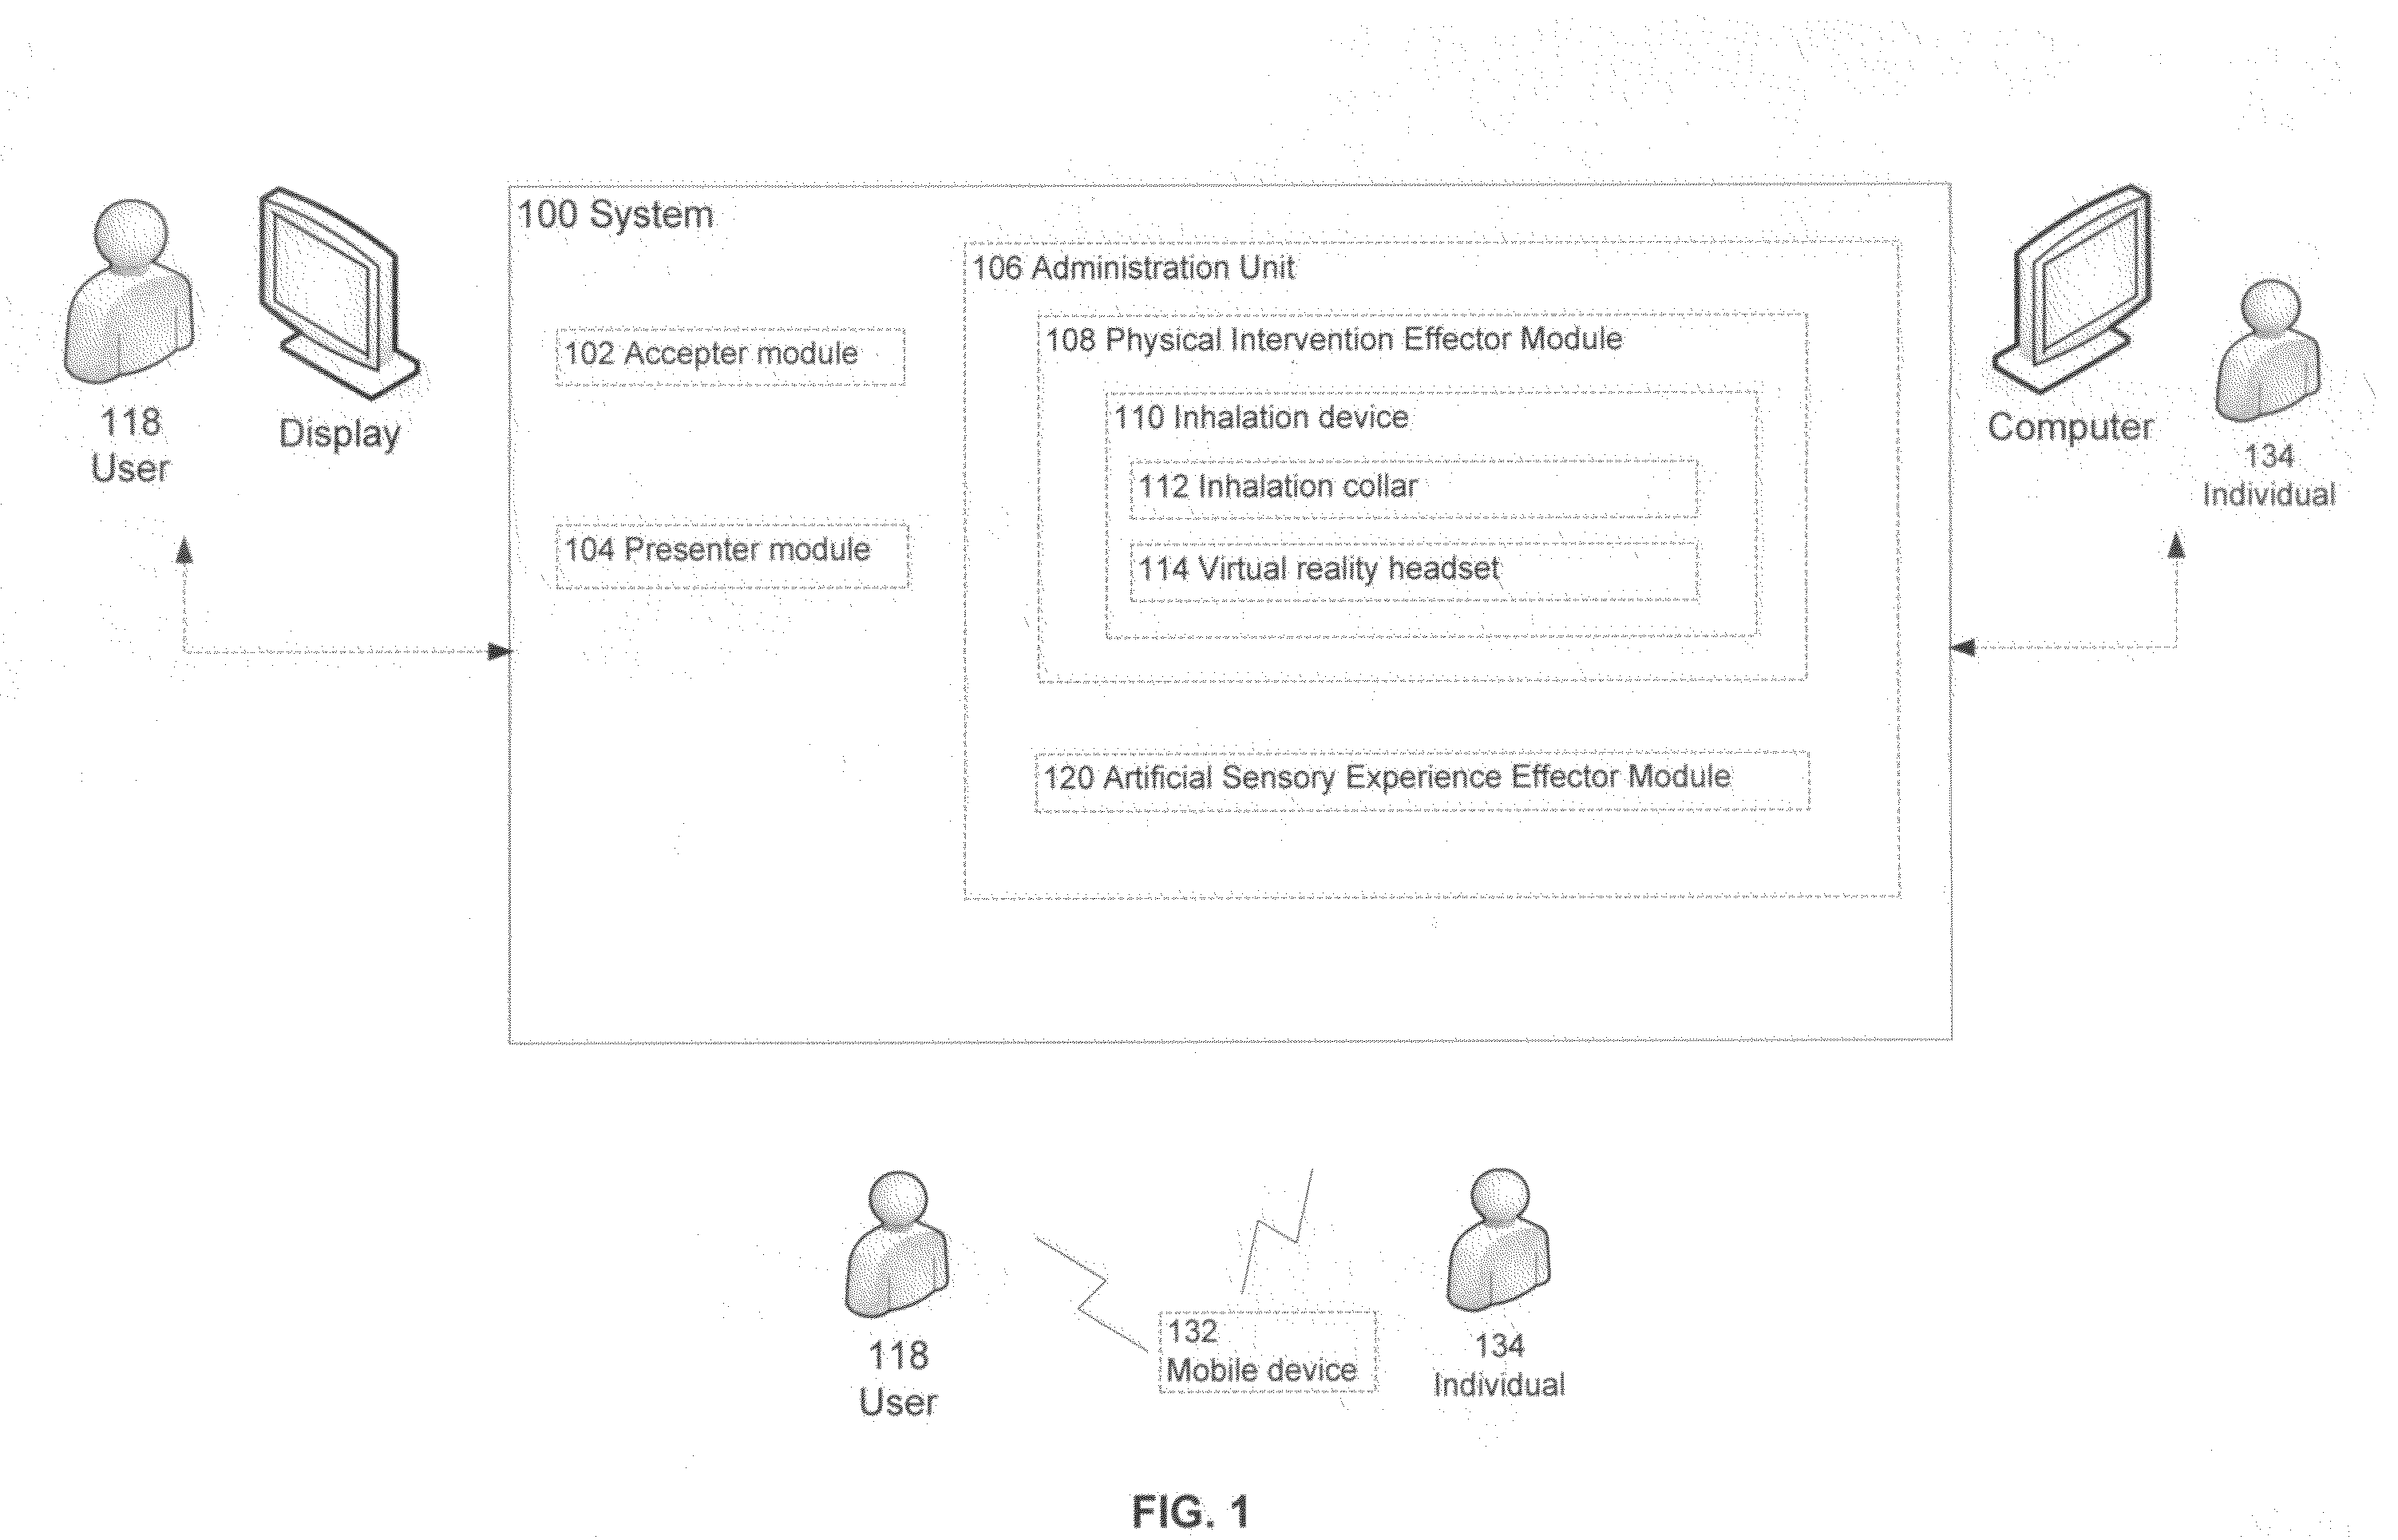 100 System
106 Administration Unit
108 Physical Intervention Effector Module
102 Accepter module
110 Inhalation device
118
User
Display
Computer
134
Individual
112 Inhalation collar
104 Presenter module
114 Virtual reality headset
120 Artificial Sensory Experience Effector Module
118
User
132
Mobile device
134
Individual
FIG. 1